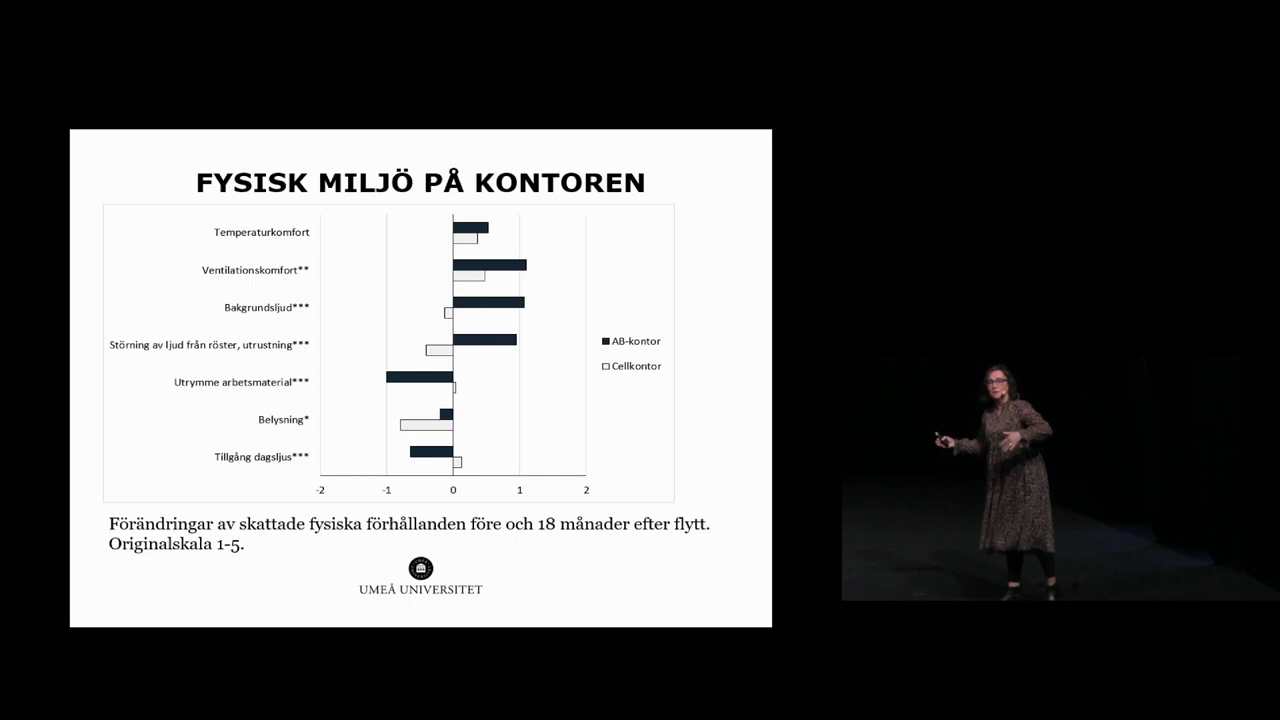 FYSISK MILJÖ PÅ KONTOREN
Temperaturkomfort
Ventilationskomfort**
Bakgrundsljud***
Störning av ljud från röster, utrustning***
Utrymme arbetsmaterial***
Belysning*
Tillgång dagsljus***
-2 -1 0 1 2
AB-kontor
Cellkontor
Förändringar av skattade fysiska förhållanden före och 18 månader efter flytt.
Originalskala 1-5.
UMEÅ UNIVERSITET